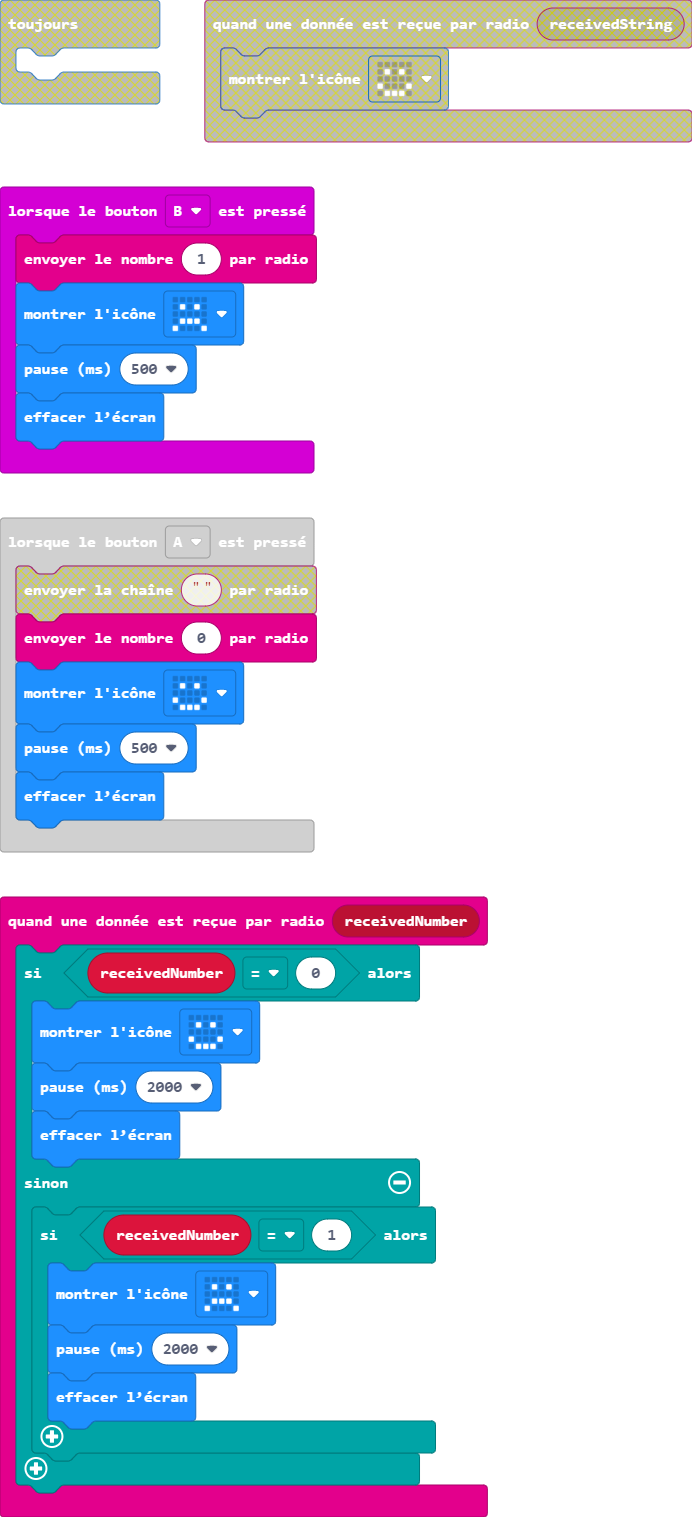 toujours
quand une donnée est reçue par radio receivedString
montrer l'icône
lorsque le bouton B est pressé
envoyer le nombre 1 par radio
montrer l'icône
pause (ms) 500
effacer l’écran
lorsque le bouton A est pressé
envoyer la chaîne "" par radio
envoyer le nombre 0 par radio
montrer l'icône
pause (ms) 500
effacer l’écran
quand une donnée est reçue par radio receivedNumber
si receivedNumber = 0 alors
montrer l'icône
pause (ms) 2000
effacer l’écran
sinon
si receivedNumber = 1 alors
montrer l'icône
pause (ms) 2000
effacer l’écran